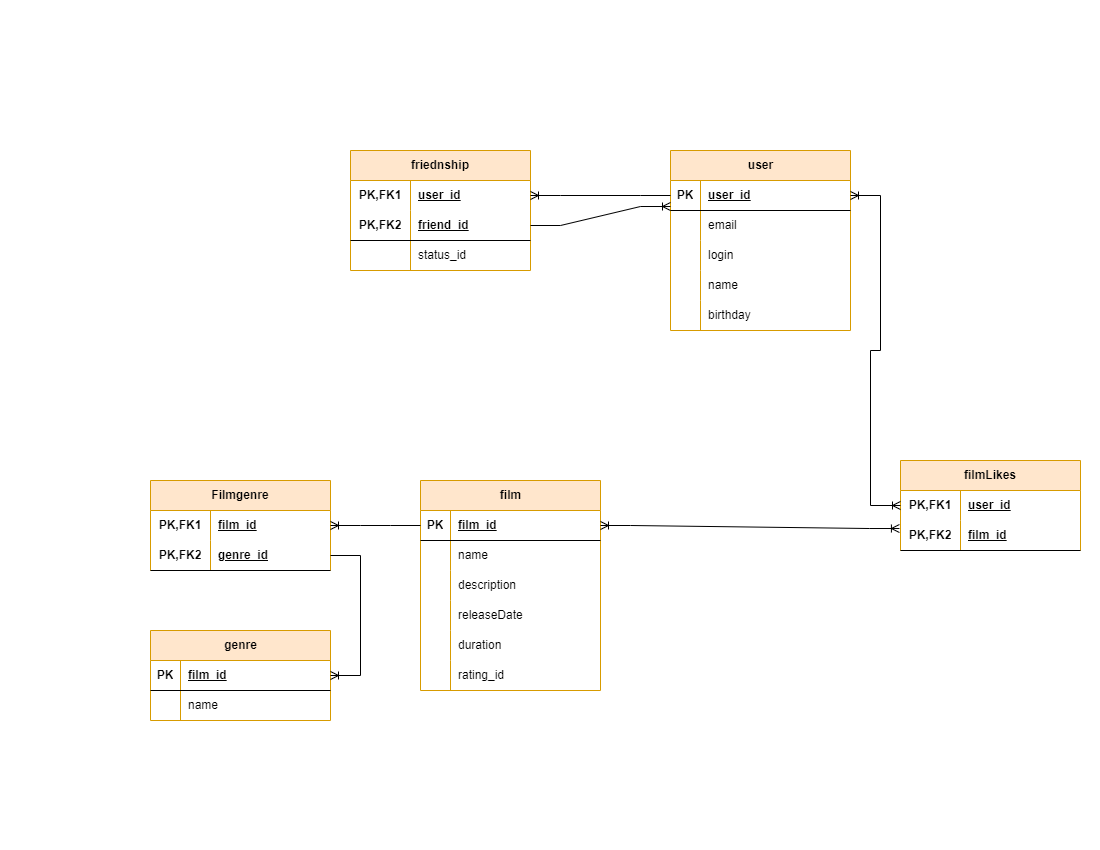 friednship
PK,FK1 user_id
PK,FK2 friend_id
status_id
user
PK user_id
email
login
name
birthday
Filmgenre
PK,FK1 film_id
PK,FK2 genre_id
genre
PK film_id
name
film
PK film_id
name
description
releaseDate
duration
rating_id
filmLikes
PK,FK1 user_id
PK,FK2 film_id